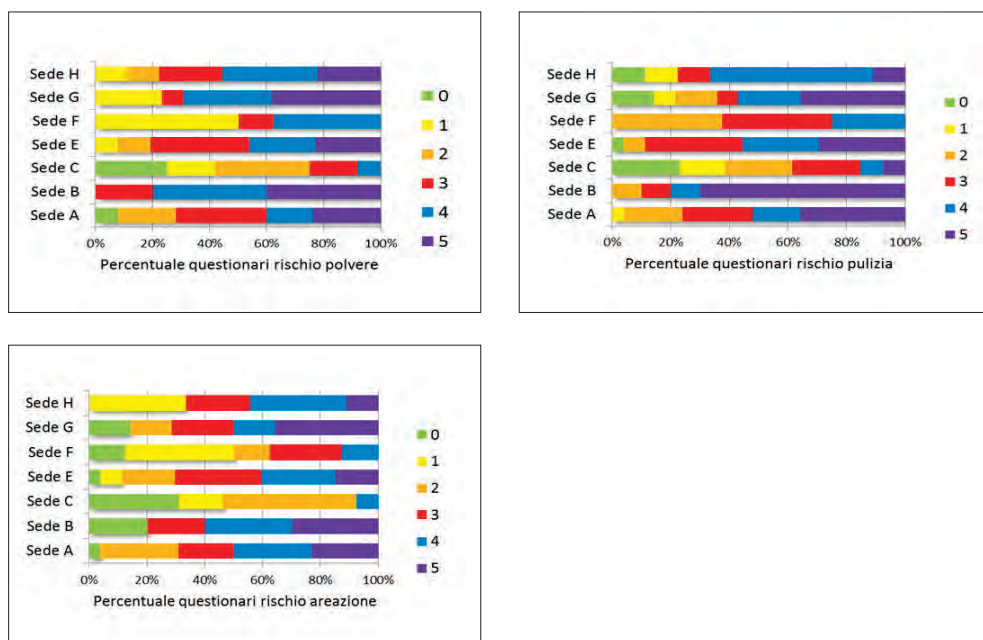 Sede H
Sede G
Sede F
Sede E
Sede C
Sede B
Sede A
0% 20% 40% 60% 80% 100%
Percentuale questionari rischio polvere
0
1
2
3
4
5
Sede H
Sede G
Sede F
Sede E
Sede C
Sede B
Sede A
0% 20% 40% 60% 80% 100%
Percentuale questionari rischio pulizia
0
1
2
3
4
5
Sede H
Sede G
Sede F
Sede E
Sede C
Sede B
Sede A
0% 20% 40% 60% 80% 100%
Percentuale questionari rischio areazione
0
1
2
3
4
5